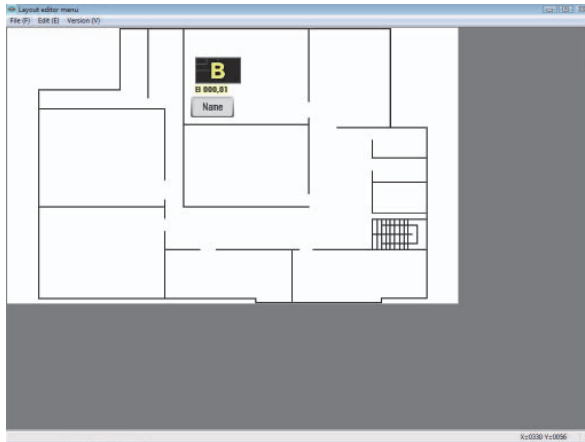 Layout editor menu
File (F) Edit (E) Version (V)
B
B 000,01
Name
X=0330 Y=0056